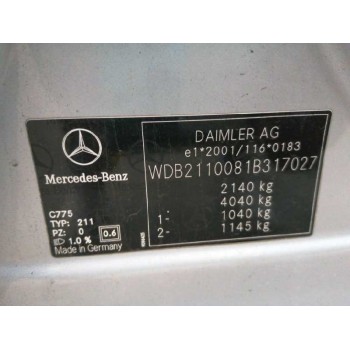 DAIMLER AG
e1*2001/116*0183
WDB2110081B317027
2140 kg
4040 kg
1: 1040 kg
2- 1145 kg
Mercedes-Benz
C775
TYP: 211
PZ: 0
1.0 % 0.6
Made in Germany